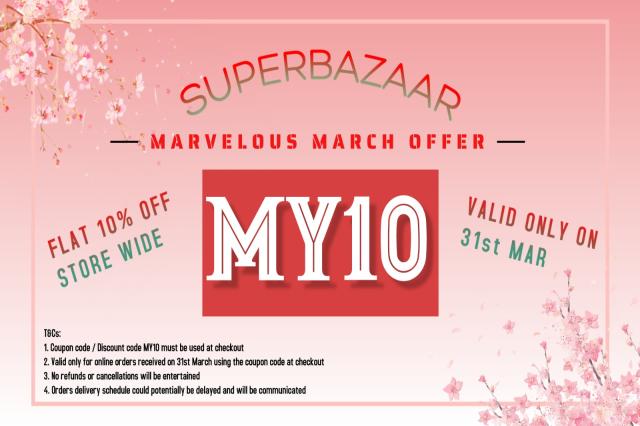 SUPERBAZAAR
MARVELOUS MARCH OFFER
FLAT 10% OFF
STORE WIDE
MY10
VALID ONLY ON
31st MAR
T&Cs:
1. Coupon code / Discount code MY10 must be used at checkout
2. Valid only for online orders received on 31st March using the coupon code at checkout
3. No refunds or cancellations will be entertained
4. Orders delivery schedule could potentially be delayed and will be communicated